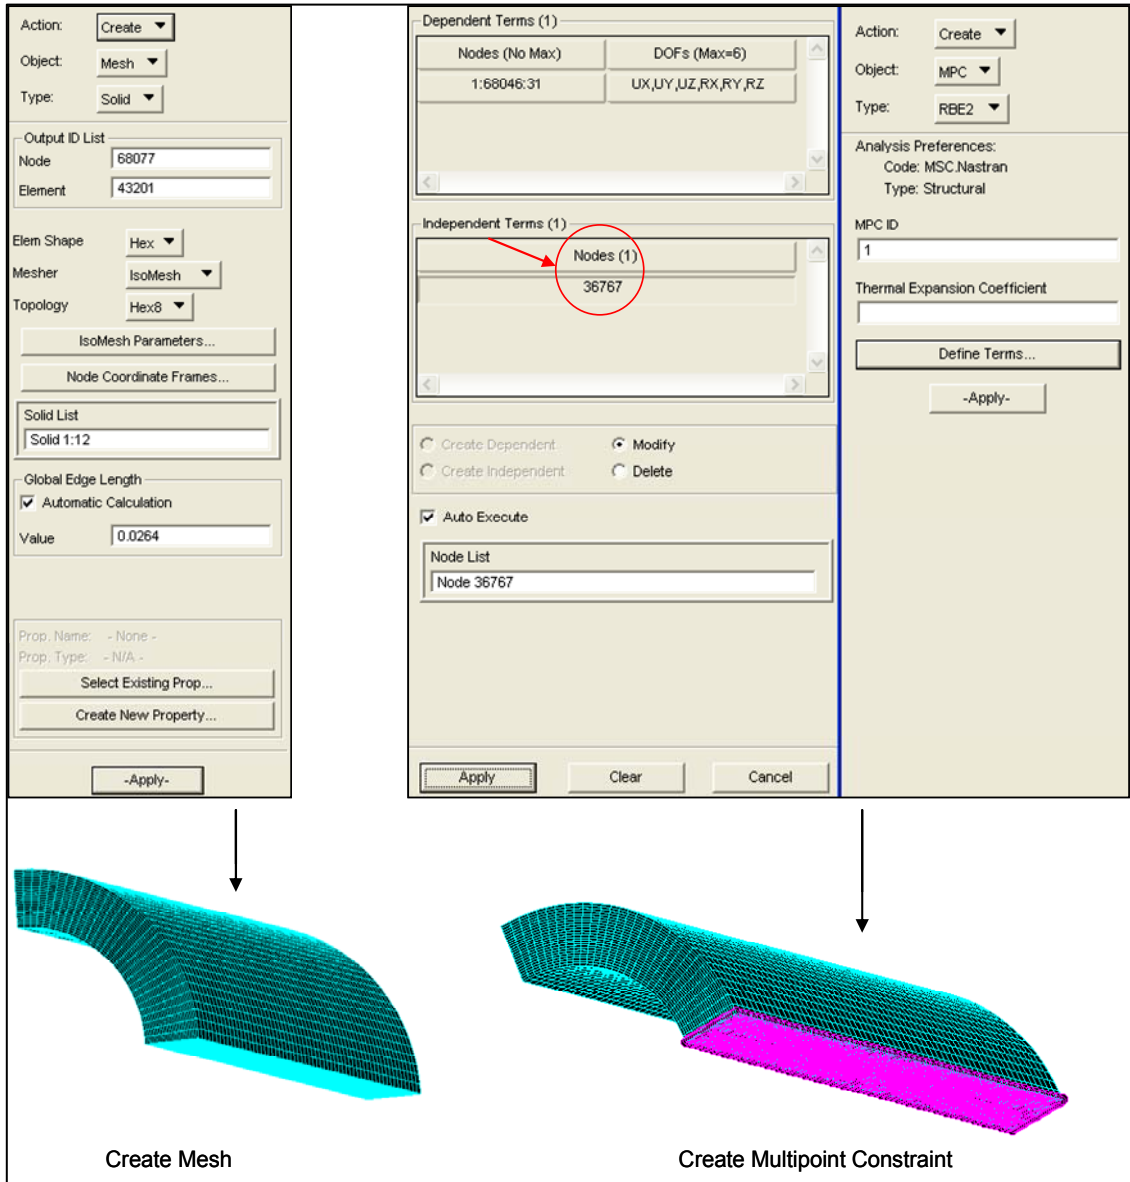 Action: Create
Object: Mesh
Type: Solid
Output ID List
Node 68077
Element 43201
Elem Shape Hex
Mesher IsoMesh
Topology Hex8
IsoMesh Parameters...
Node Coordinate Frames...
Solid List
Solid 1:12
Global Edge Length
Automatic Calculation
Value 0.0264
Prop. Name: - None -
Prop. Type: - N/A -
Select Existing Prop...
Create New Property...
-Apply-
Dependent Terms (1)
Nodes (No Max) DOFs (Max=6)
1:68046:31 UX,UY,UZ,RX,RY,RZ
Independent Terms (1)
Nodes (1)
36767
Create Dependent Modify
Create Independent Delete
Auto Execute
Node List
Node 36767
Apply Clear Cancel
Action: Create
Object: MPC
Type: RBE2
Analysis Preferences:
Code: MSC.Nastran
Type: Structural
MPC ID
1
Thermal Expansion Coefficient
Define Terms...
-Apply-
Create Mesh
Create Multipoint Constraint